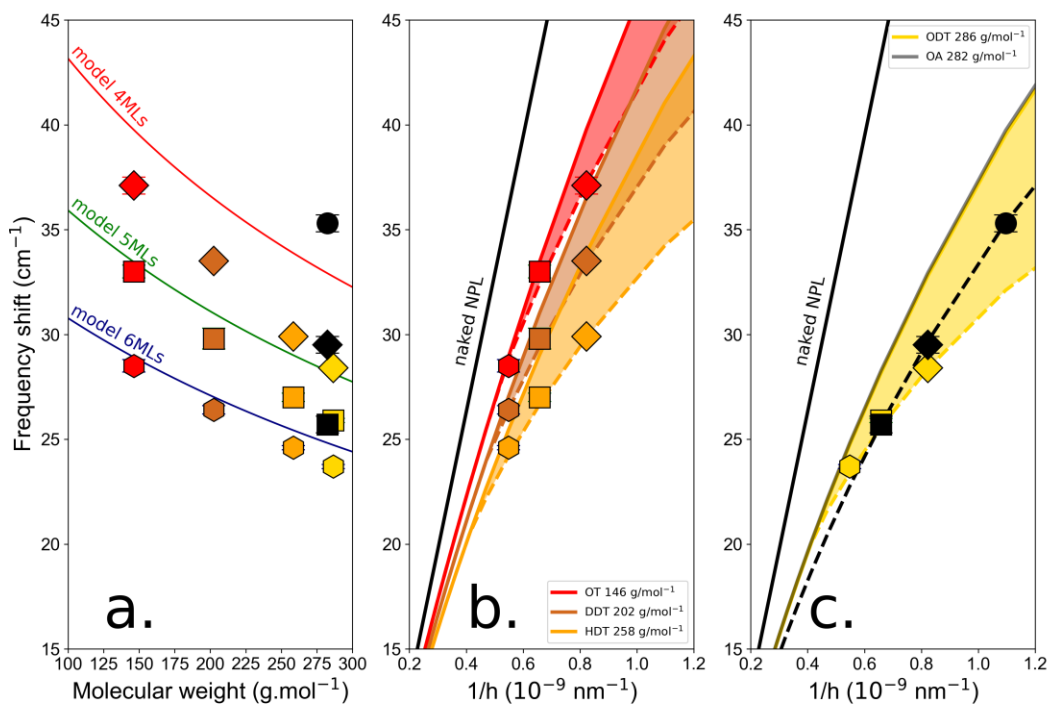 Frequency shift (cm⁻¹)
45
40
35
30
25
20
15
model 4MLs
model 5MLs
model 6MLs
a.
100 125 150 175 200 225 250 275 300
Molecular weight (g.mol⁻¹)
45
40
35
30
25
20
15
naked NPL
b.
OT 146 g/mol⁻¹
DDT 202 g/mol⁻¹
HDT 258 g/mol⁻¹
0.2 0.4 0.6 0.8 1.0 1.2
1/h (10⁻⁹ nm⁻¹)
45
40
35
30
25
20
15
ODT 286 g/mol⁻¹
OA 282 g/mol⁻¹
naked NPL
c.
0.2 0.4 0.6 0.8 1.0 1.2
1/h (10⁻⁹ nm⁻¹)